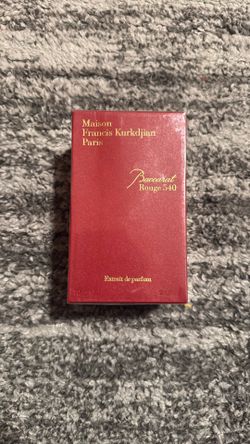 Maison
Francis Kurkdjian
Paris
Baccarat
Rouge 540
Extrait de parfum